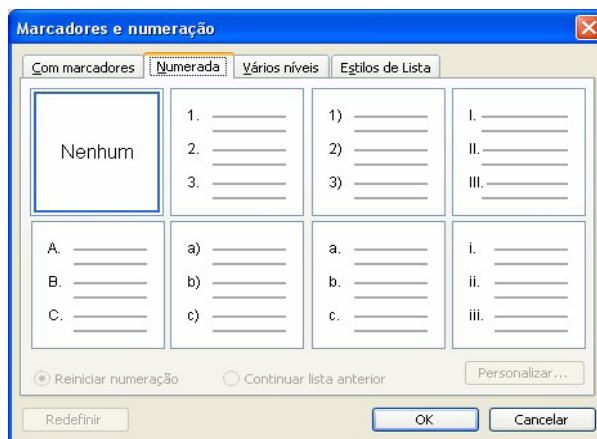 Marcadores e numeração
Com marcadores Numerada Vários níveis Estilos de Lista
Nenhum
1.
2.
3.
1)
2)
3)
I.
II.
III.
A.
B.
C.
a)
b)
c)
a.
b.
c.
i.
ii.
iii.
Reiniciar numeração Continuar lista anterior Personalizar...
Redefinir OK Cancelar